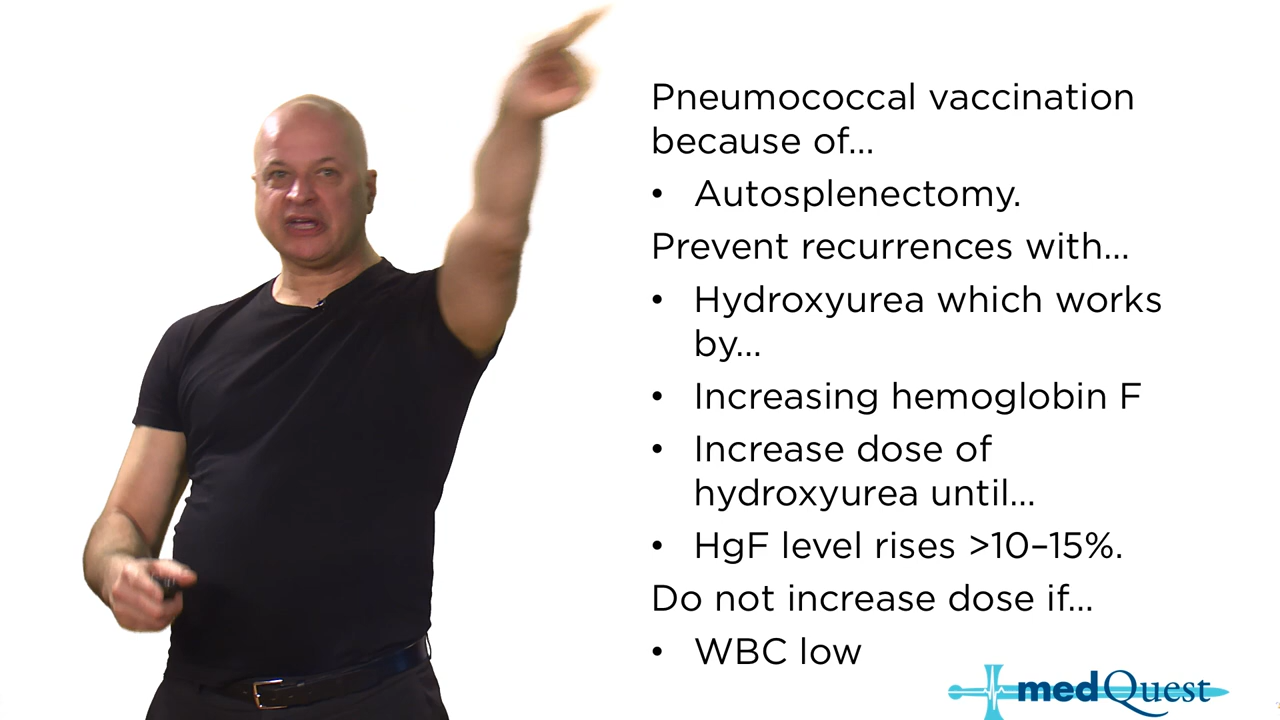 Pneumococcal vaccination
because of...
• Autosplenectomy.
Prevent recurrences with...
• Hydroxyurea which works
by...
• Increasing hemoglobin F
• Increase dose of
hydroxyurea until...
• HgF level rises >10–15%.
Do not increase dose if...
• WBC low
medQuest